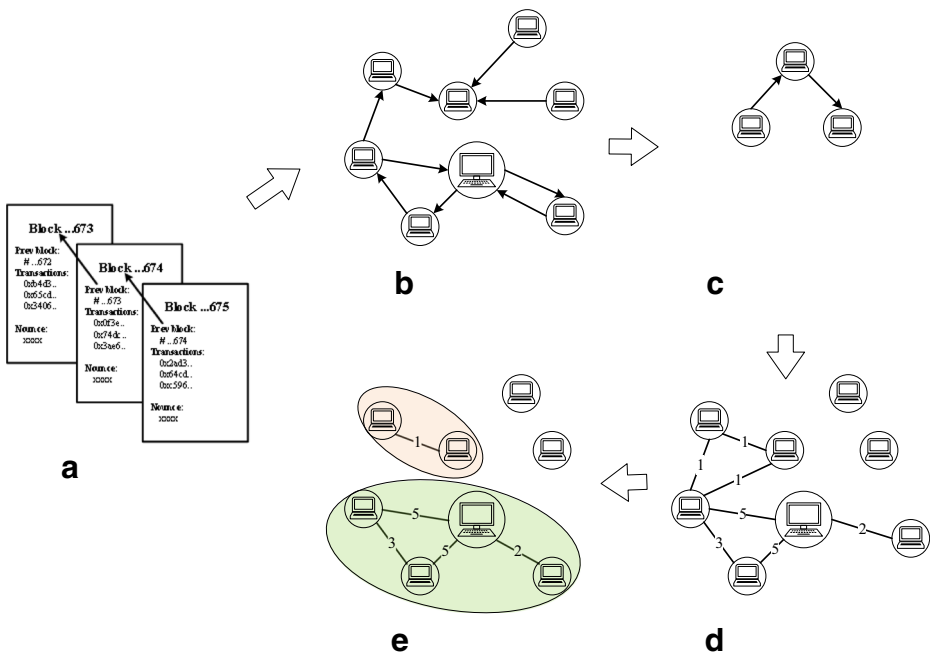 Block ...673
Prev block:
# ...672
Transactions:
0xb4d3..
0x65cd..
0x3406..
Nounce:
xxxx
Block ...674
Prev block:
# ...673
Transactions:
0x0f3e..
0x74dc..
0x3ae6..
Nounce:
xxxx
Block ...675
Prev block:
# ...674
Transactions:
0x2ad3..
0x64cd..
0xc596..
Nounce:
xxxx
a
b
c
1
1
1
5
3
5
2
d
1
5
3
5
2
e